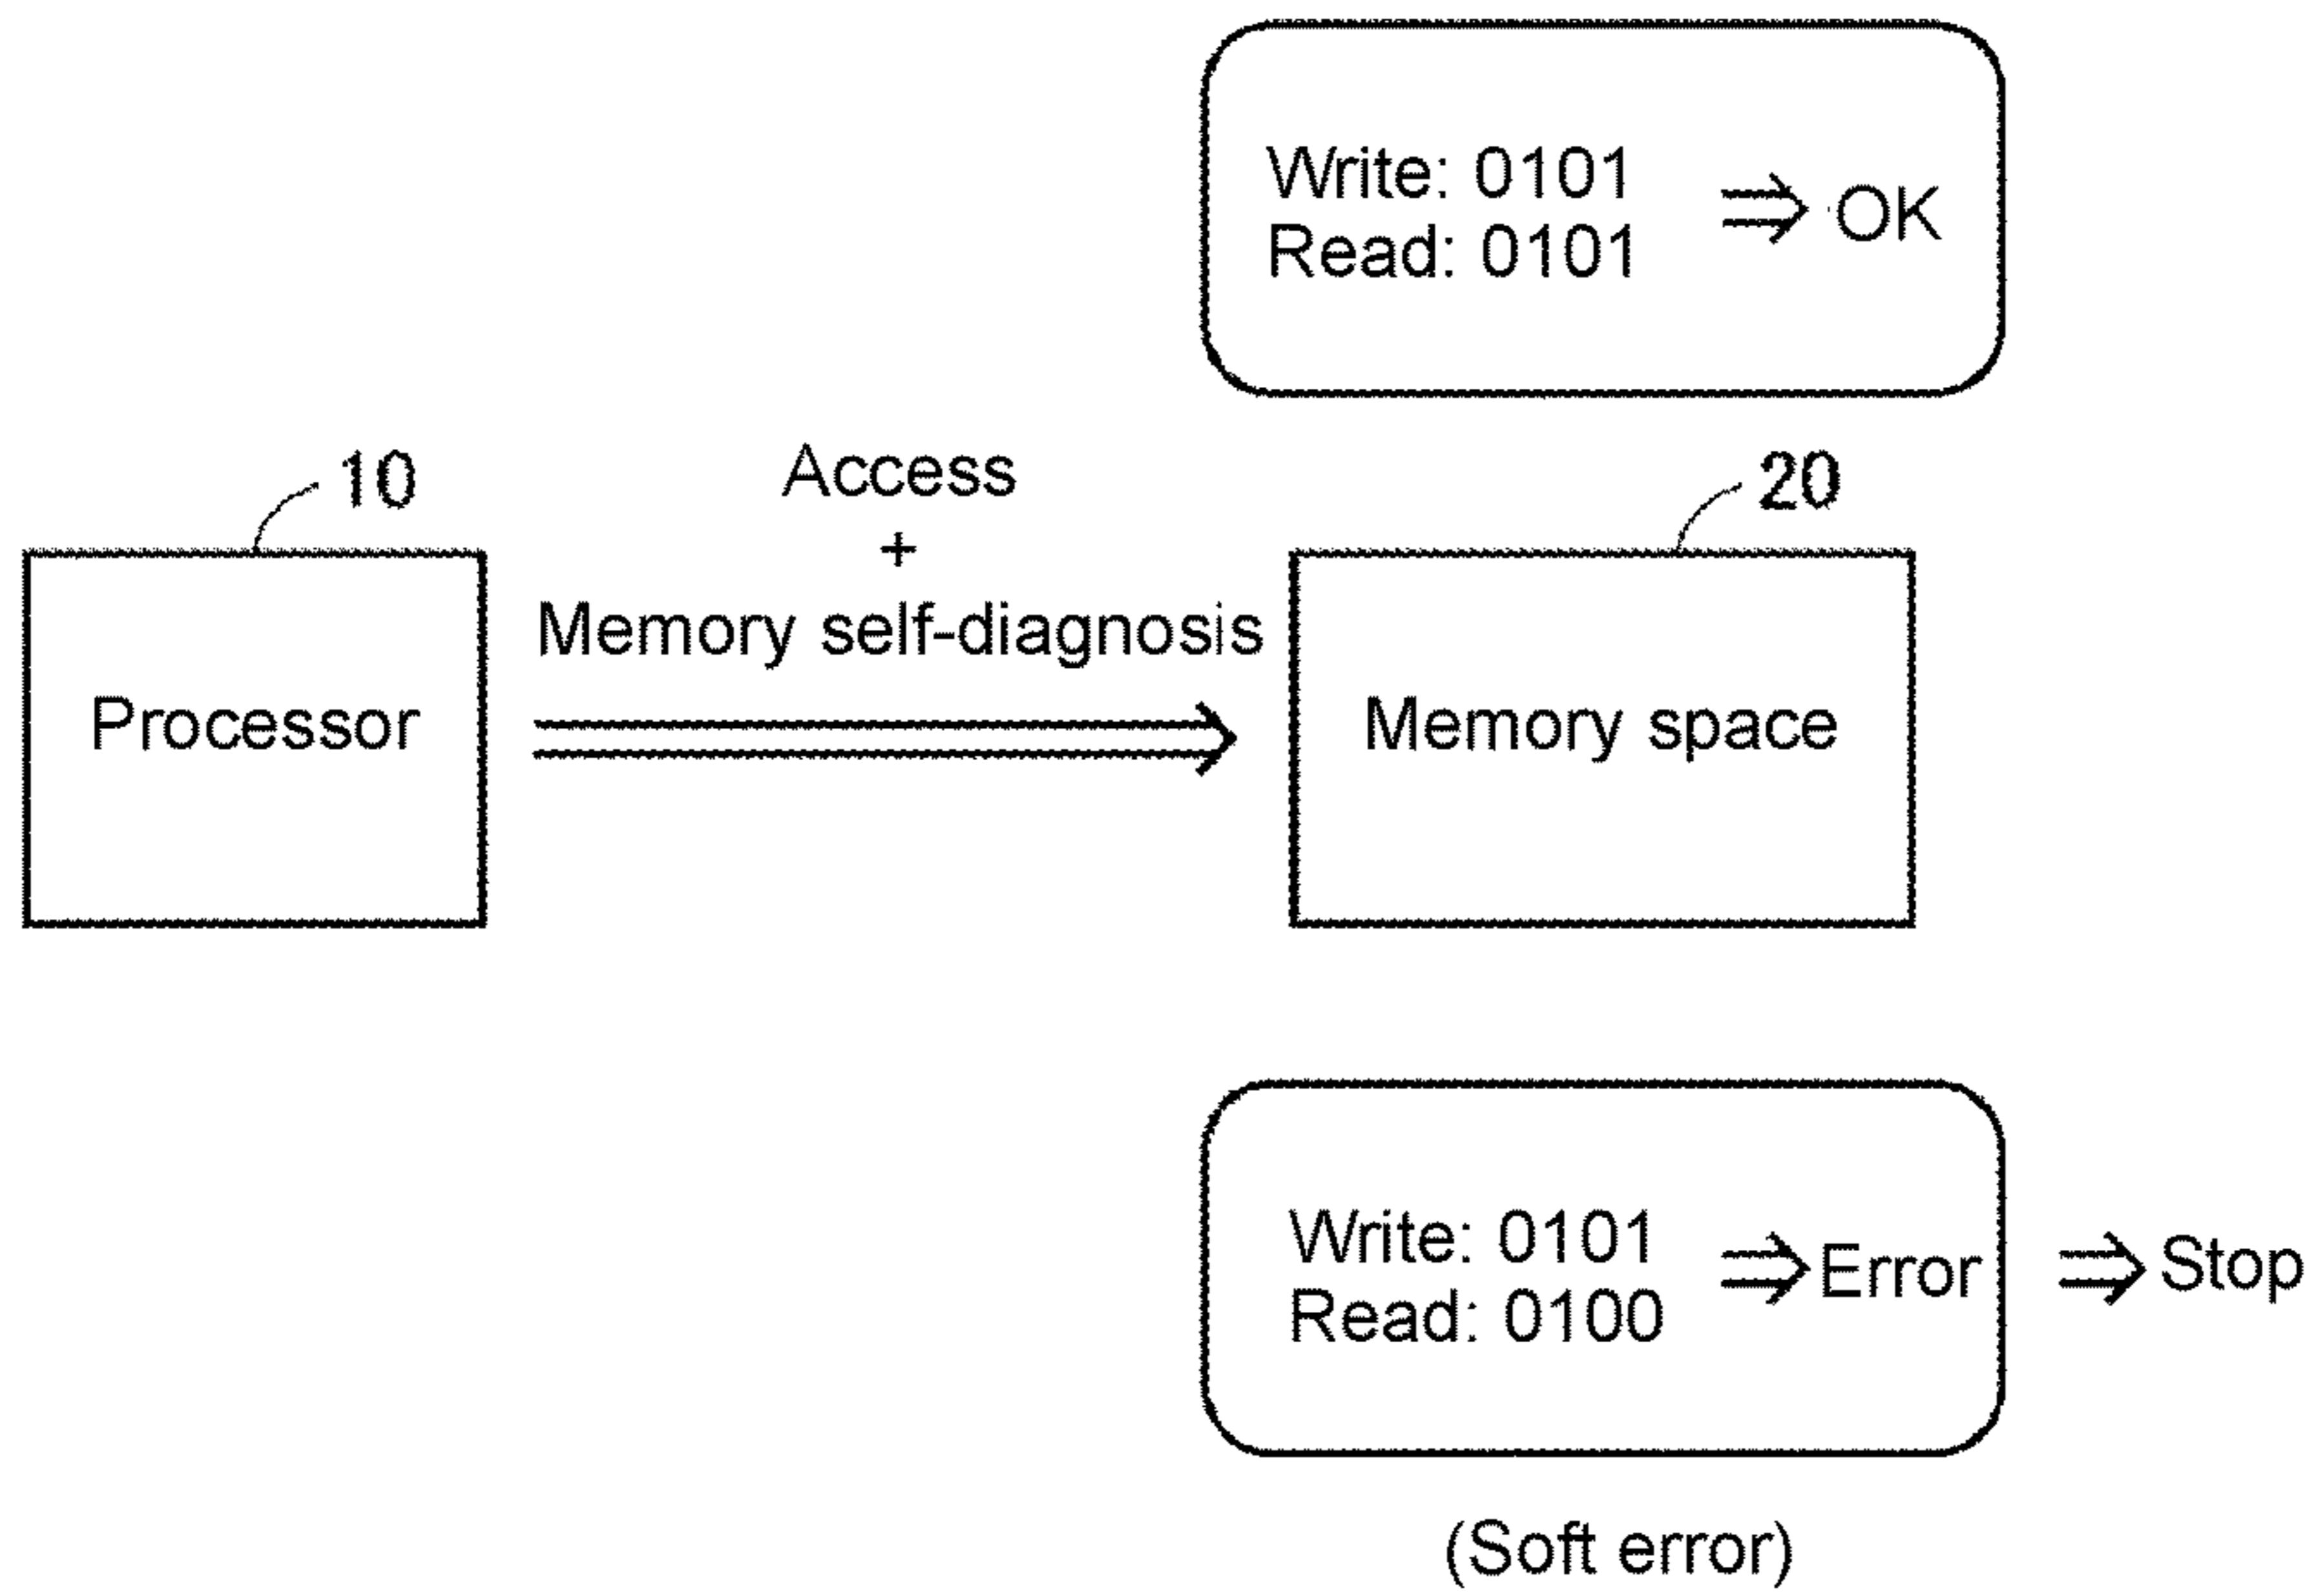 Write: 0101
Read: 0101
OK
10
Access
+
Memory self-diagnosis
20
Processor
Memory space
Write: 0101
Read: 0100
Error
Stop
(Soft error)